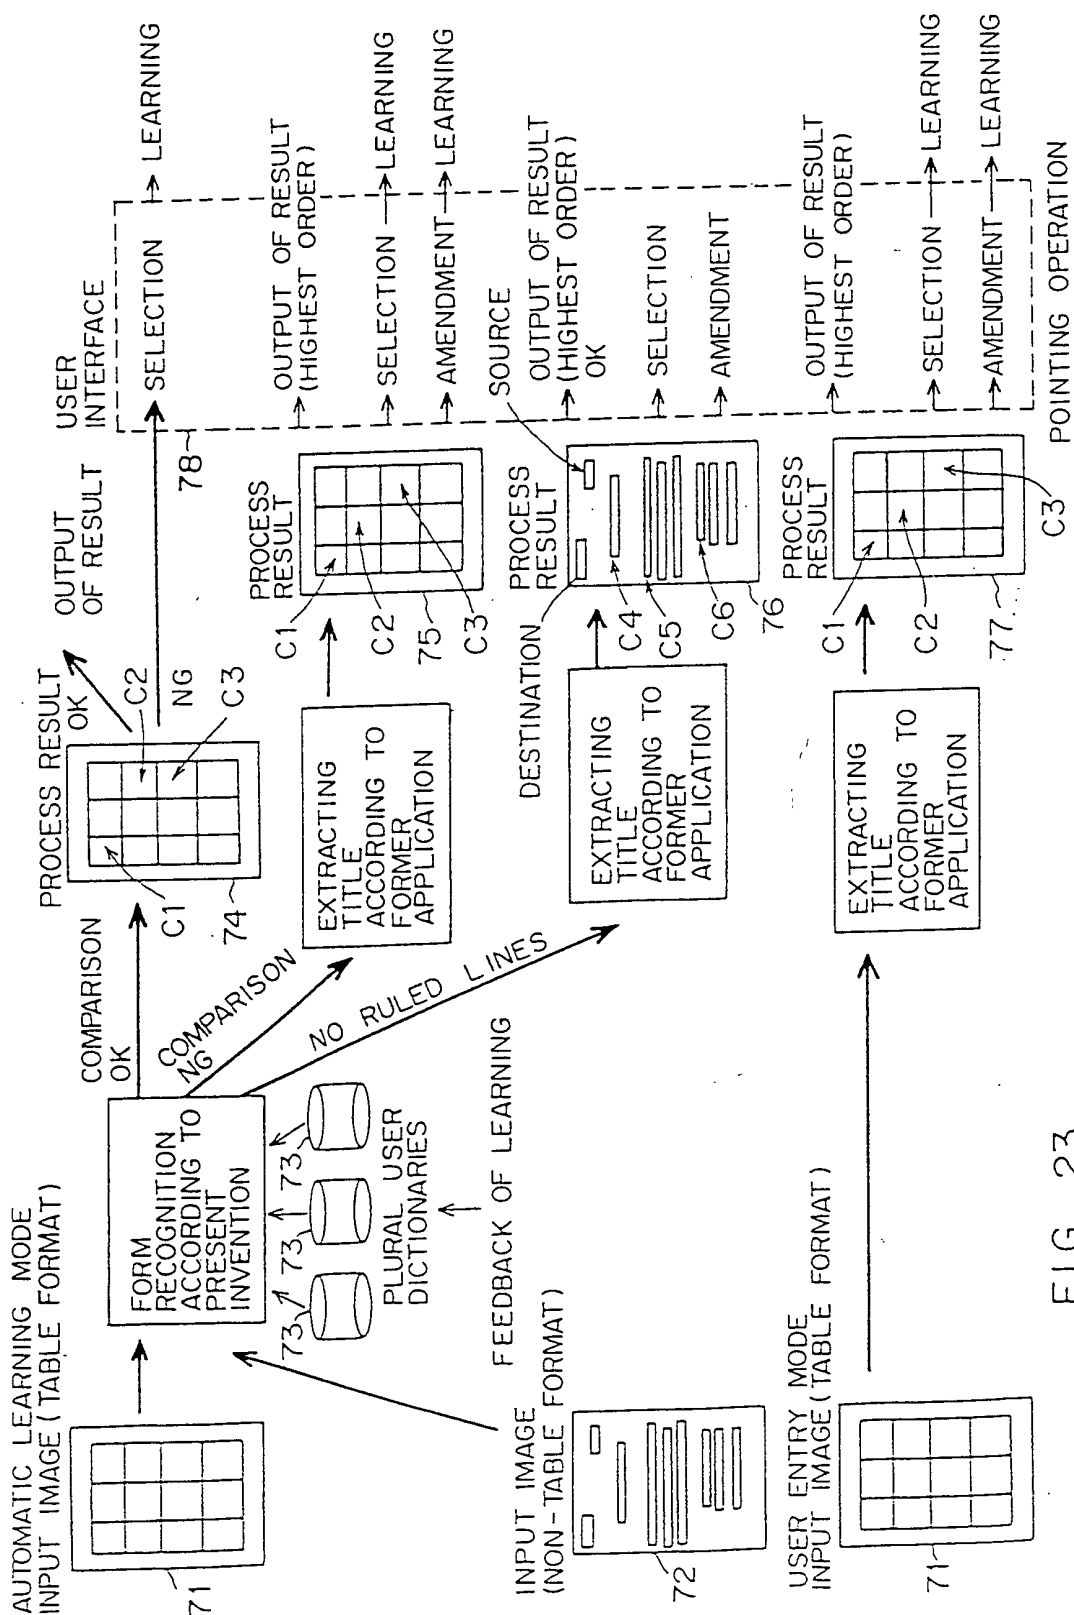 AUTOMATIC LEARNING MODE
INPUT IMAGE (TABLE FORMAT)
71
FORM
RECOGNITION
ACCORDING TO
PRESENT
INVENTION
73
73
73
PLURAL USER
DICTIONARIES
FEEDBACK OF LEARNING
COMPARISON
OK
COMPARISON
NG
NO RULED LINES
PROCESS RESULT
OK
C1
C2
NG
C3
74
OUTPUT
OF RESULT
USER
INTERFACE
78
SELECTION
LEARNING
EXTRACTING
TITLE
ACCORDING TO
FORMER
APPLICATION
PROCESS
RESULT
C1
C2
75
C3
OUTPUT OF RESULT
(HIGHEST ORDER)
SELECTION
LEARNING
AMENDMENT
LEARNING
INPUT IMAGE
(NON-TABLE FORMAT)
72
EXTRACTING
TITLE
ACCORDING TO
FORMER
APPLICATION
DESTINATION
PROCESS
RESULT
SOURCE
C4
C5
C6
76
OUTPUT OF RESULT
(HIGHEST ORDER)
OK
SELECTION
AMENDMENT
USER ENTRY MODE
INPUT IMAGE (TABLE FORMAT)
71
EXTRACTING
TITLE
ACCORDING TO
FORMER
APPLICATION
PROCESS
RESULT
C1
C2
77
C3
OUTPUT OF RESULT
(HIGHEST ORDER)
SELECTION
LEARNING
AMENDMENT
LEARNING
POINTING OPERATION
FIG. 23